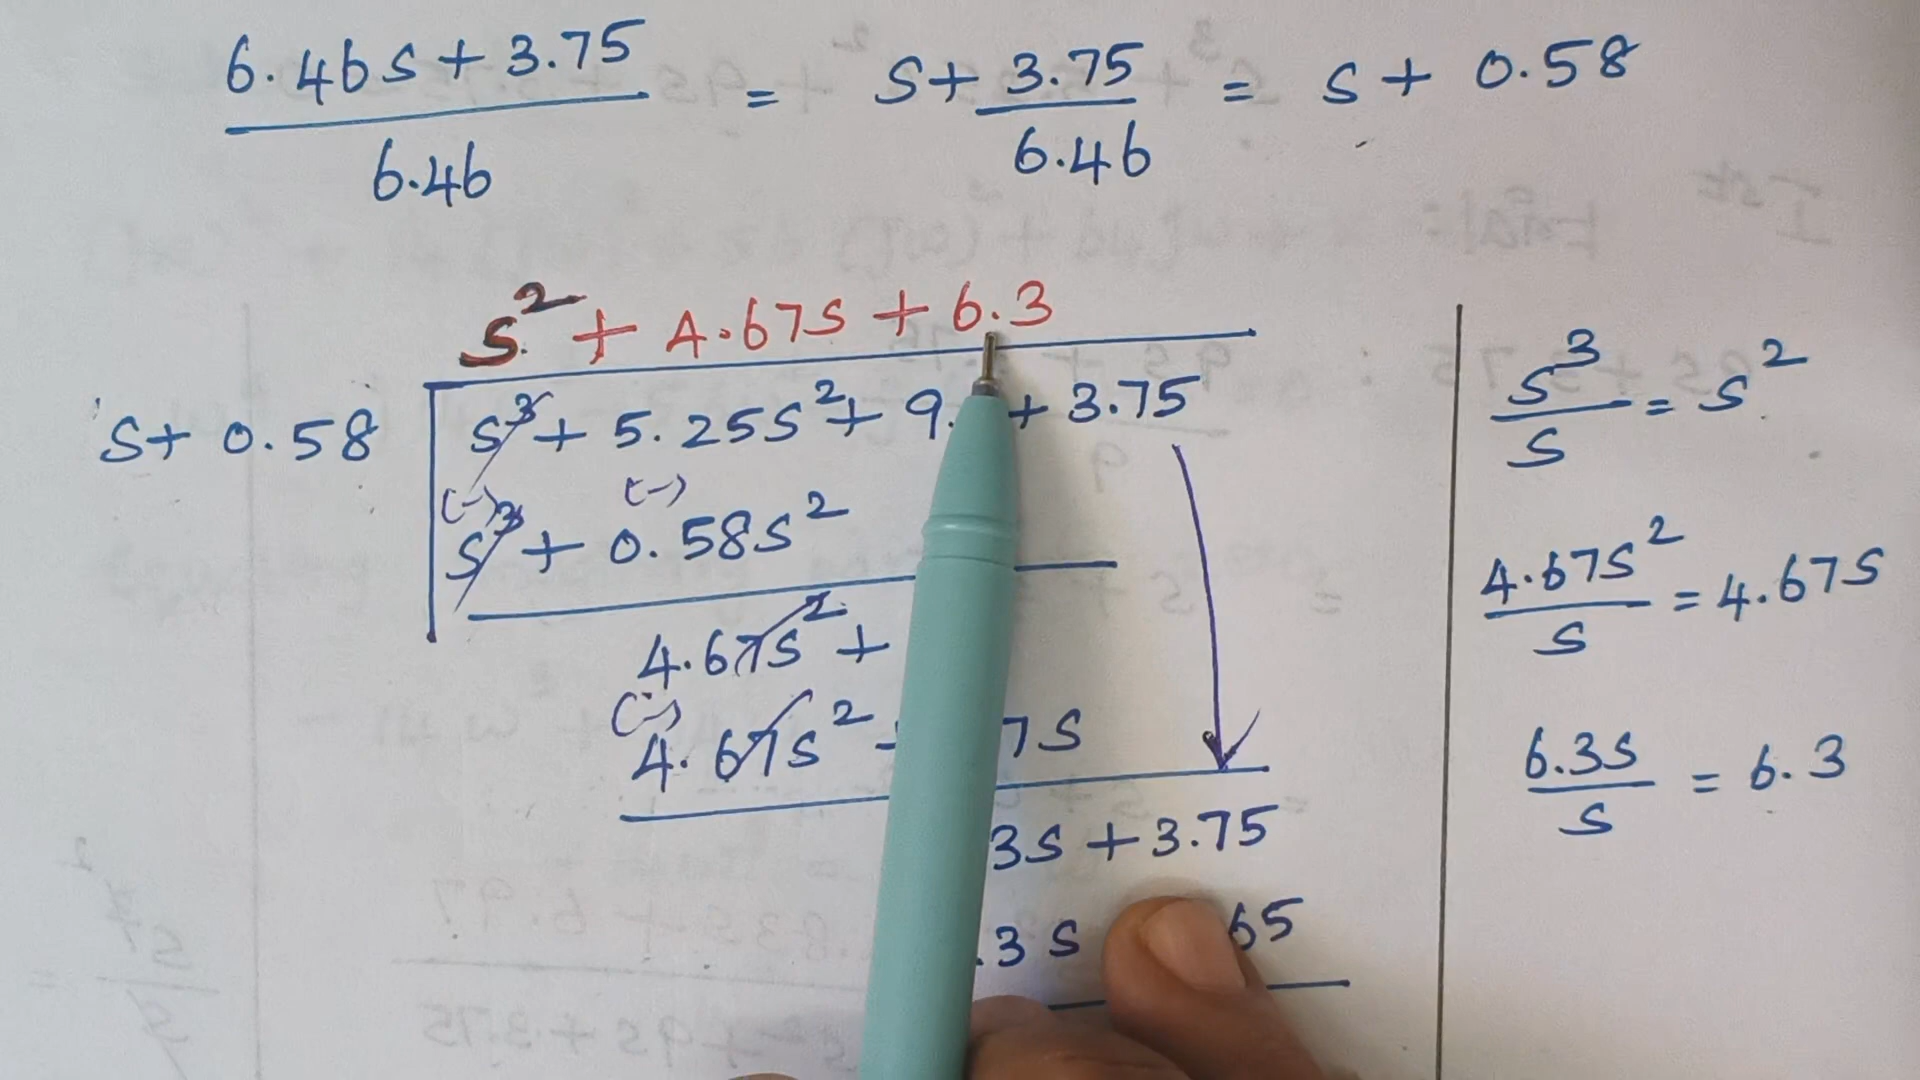 6.46s + 3.75 / 6.46 = s + 3.75 / 6.46 = s + 0.58
s² + 4.67s + 6.3
s + 0.58 | s³ + 5.25s² + 9. + 3.75
(-) (-)
s³ + 0.58s²
4.67s² +
(-)
4.67s² 7s
3s + 3.75
.3s 65
s³ / s = s²
4.67s² / s = 4.67s
6.3s / s = 6.3